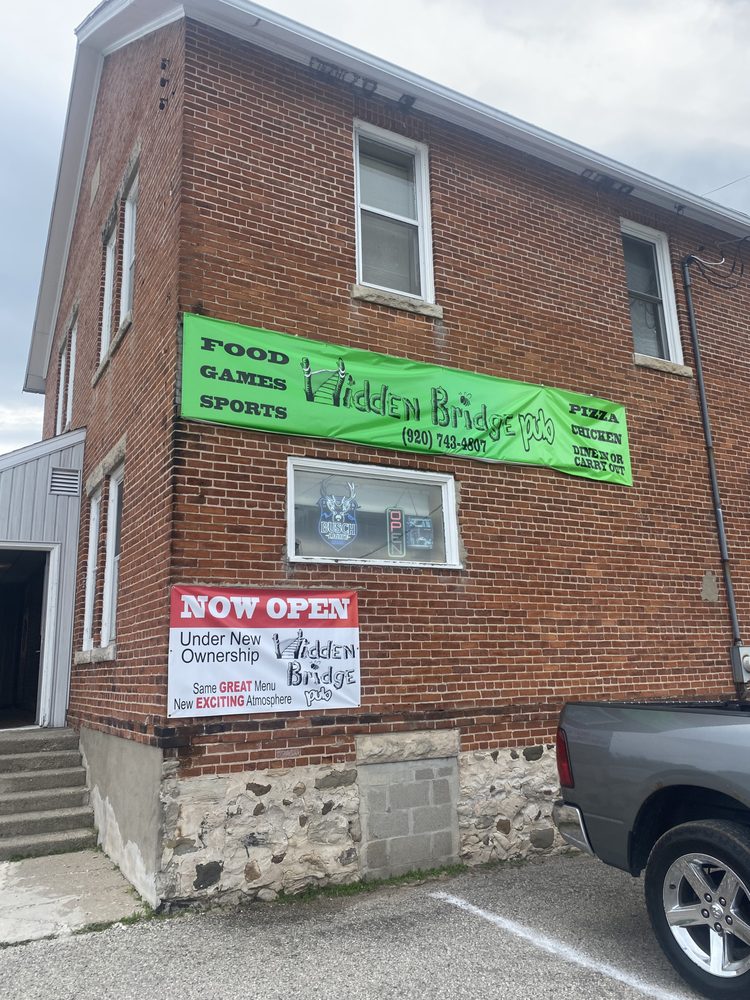 FOOD
GAMES
SPORTS
Hidden Bridge pub
(920) 743-4807
PIZZA
CHICKEN
DINE IN OR
CARRY OUT
BUSCH
LIGHT
OPEN
NOW OPEN
Under New
Ownership
Hidden
Bridge
pub
Same GREAT Menu
New EXCITING Atmosphere